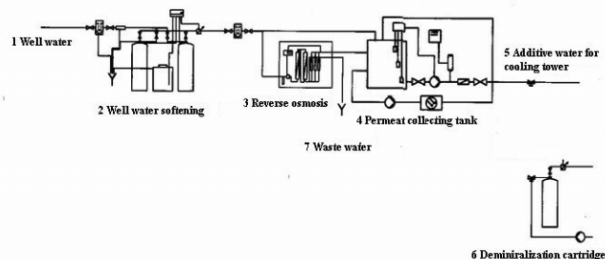 1 Well water
2 Well water softening
3 Reverse osmosis
4 Permeat collecting tank
5 Additive water for
cooling tower
7 Waste wafer
6 Deminiralization cartridge